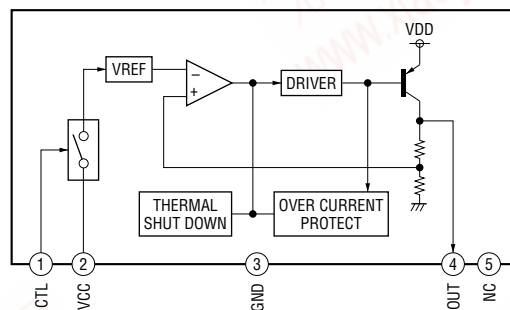 VDD
VREF
−
+
DRIVER
THERMAL
SHUT DOWN
OVER CURRENT
PROTECT
1
2
3
4
5
CTL
VCC
GND
OUT
NC